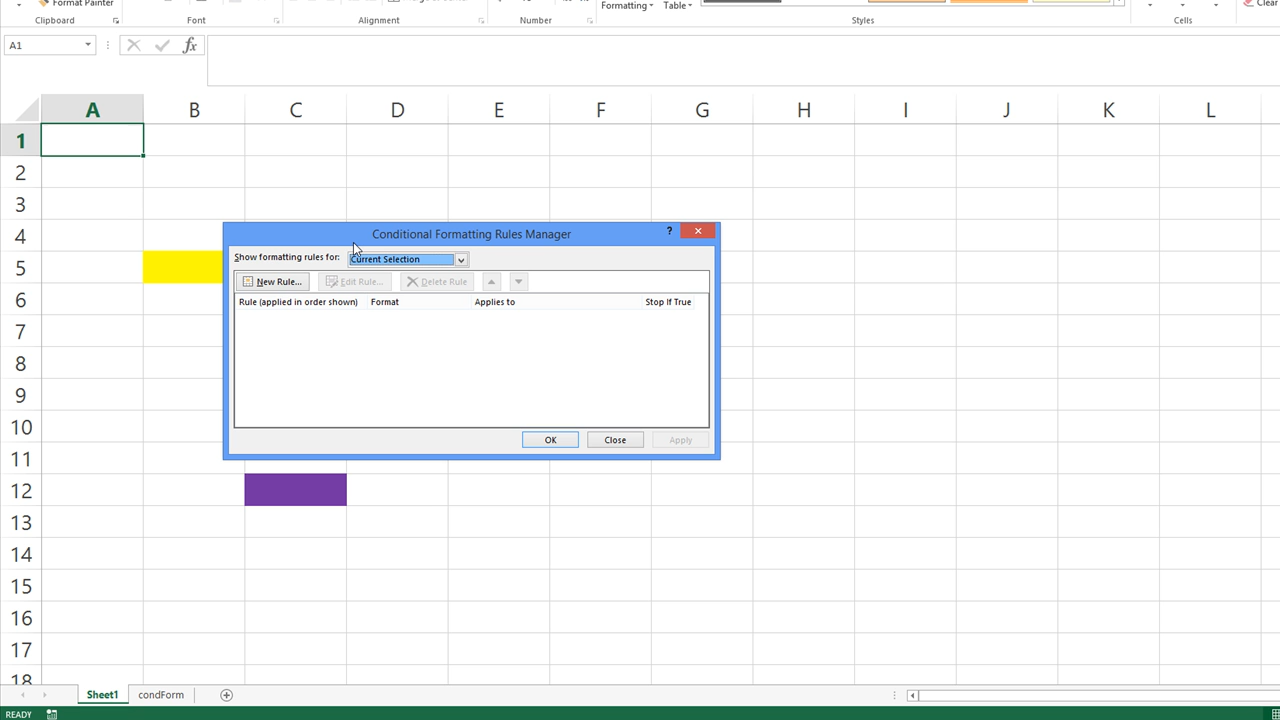 Format Painter
Formatting Table Clear
Clipboard Font Alignment Number Styles Cells
A1 fx
A B C D E F G H I J K L
1
2
3
4
Conditional Formatting Rules Manager ?
Show formatting rules for: Current Selection
5
New Rule... Edit Rule... Delete Rule
6
Rule (applied in order shown) Format Applies to Stop If True
7
8
9
10
OK Close Apply
11
12
13
14
15
16
17
18
Sheet1 condForm
READY